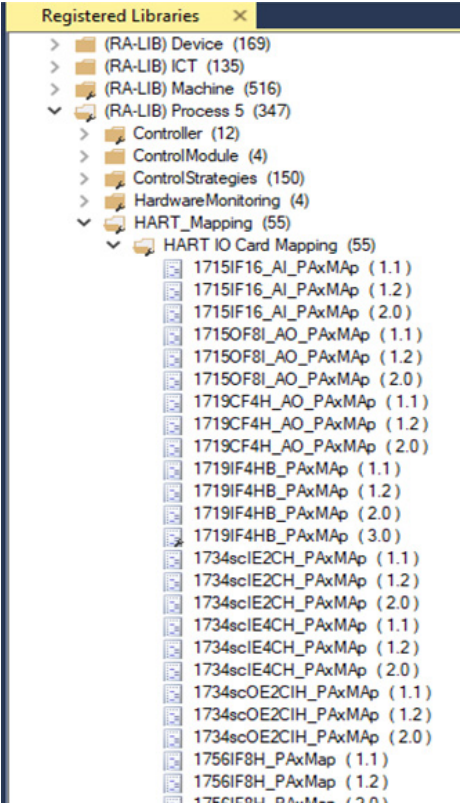 Registered Libraries
(RA-LIB) Device (169)
(RA-LIB) ICT (135)
(RA-LIB) Machine (516)
(RA-LIB) Process 5 (347)
Controller (12)
ControlModule (4)
ControlStrategies (150)
HardwareMonitoring (4)
HART_Mapping (55)
HART IO Card Mapping (55)
1715IF16_AI_PAxMAp (1.1)
1715IF16_AI_PAxMAp (1.2)
1715IF16_AI_PAxMAp (2.0)
1715OF8I_AO_PAxMAp (1.1)
1715OF8I_AO_PAxMAp (1.2)
1715OF8I_AO_PAxMAp (2.0)
1719CF4H_AO_PAxMAp (1.1)
1719CF4H_AO_PAxMAp (1.2)
1719CF4H_AO_PAxMAp (2.0)
1719IF4HB_PAxMAp (1.1)
1719IF4HB_PAxMAp (1.2)
1719IF4HB_PAxMAp (2.0)
1719IF4HB_PAxMAp (3.0)
1734scIE2CH_PAxMAp (1.1)
1734scIE2CH_PAxMAp (1.2)
1734scIE2CH_PAxMAp (2.0)
1734scIE4CH_PAxMAp (1.1)
1734scIE4CH_PAxMAp (1.2)
1734scIE4CH_PAxMAp (2.0)
1734scOE2CIH_PAxMAp (1.1)
1734scOE2CIH_PAxMAp (1.2)
1734scOE2CIH_PAxMAp (2.0)
1756IF8H_PAxMap (1.1)
1756IF8H_PAxMap (1.2)
1756IF8H_PAxMap (2.0)